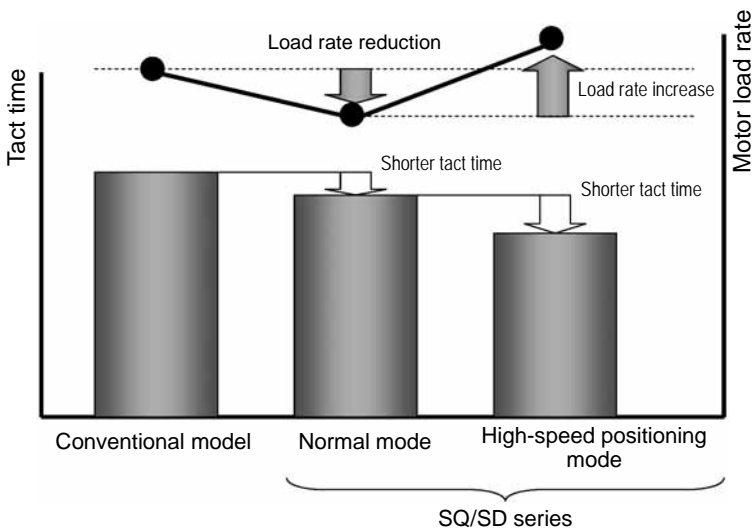 Load rate reduction
Load rate increase
Tact time
Motor load rate
Shorter tact time
Shorter tact time
Conventional model
Normal mode
High-speed positioning
mode
SQ/SD series